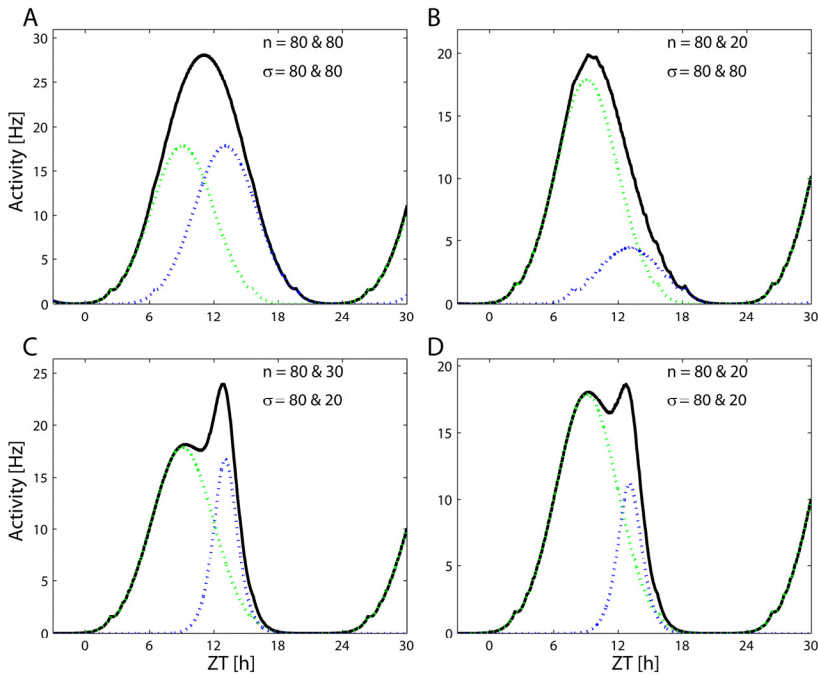 A
n = 80 & 80
σ = 80 & 80
Activity [Hz]
30
25
20
15
10
5
0
0 6 12 18 24 30
B
n = 80 & 20
σ = 80 & 80
20
15
10
5
0
0 6 12 18 24 30
C
n = 80 & 30
σ = 80 & 20
Activity [Hz]
25
20
15
10
5
0
0 6 12 18 24 30
ZT [h]
D
n = 80 & 20
σ = 80 & 20
20
15
10
5
0
0 6 12 18 24 30
ZT [h]